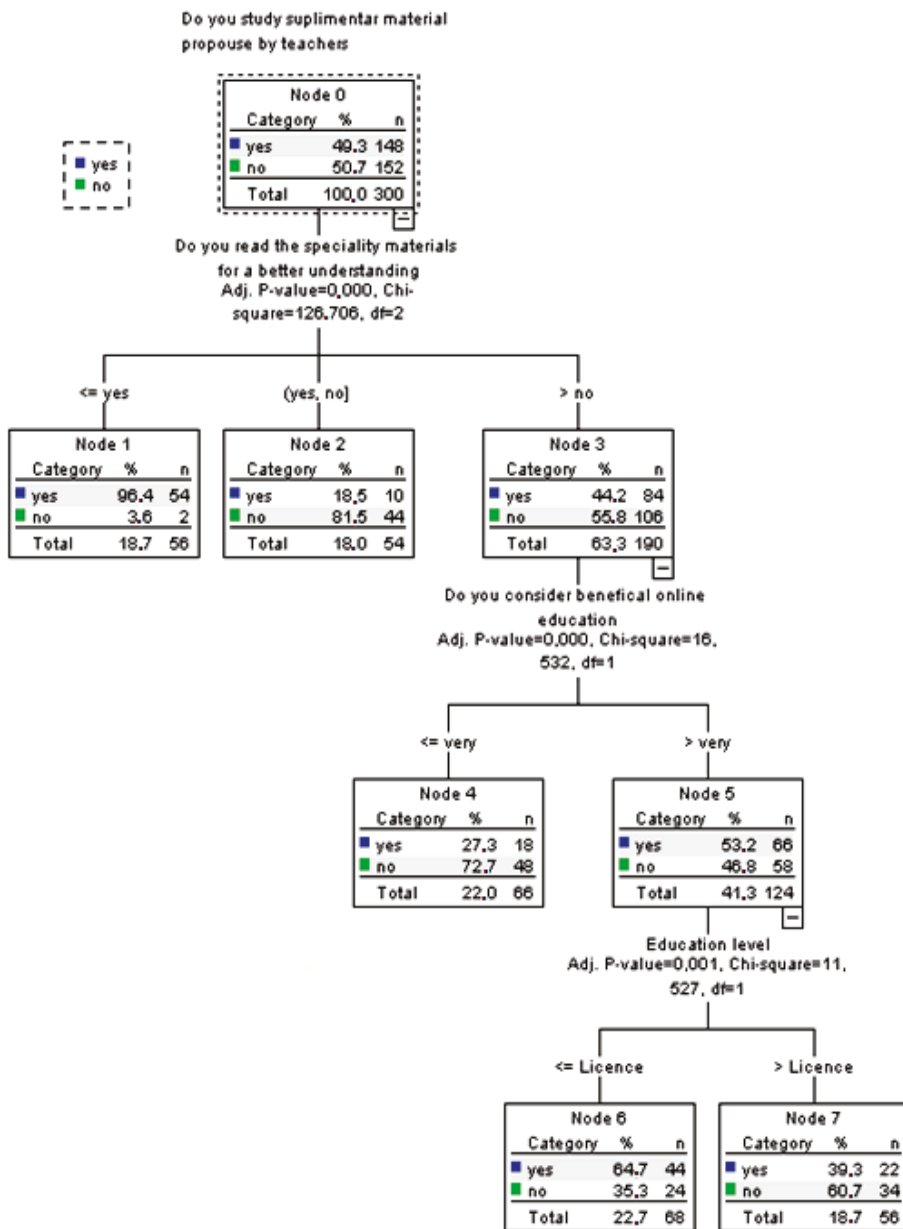 Do you study suplimentar material
propouse by teachers
yes
no
Node 0
Category % n
yes 49.3 148
no 50.7 152
Total 100.0 300
Do you read the speciality materials
for a better understanding
Adj. P-value=0,000, Chi-
square=126.706, df=2
<= yes
(yes, no]
> no
Node 1
Category % n
yes 96.4 54
no 3.6 2
Total 18.7 56
Node 2
Category % n
yes 18.5 10
no 81.5 44
Total 18.0 54
Node 3
Category % n
yes 44.2 84
no 55.8 106
Total 63.3 190
Do you consider benefical online
education
Adj. P-value=0,000, Chi-square=16,
532, df=1
<= very
> very
Node 4
Category % n
yes 27.3 18
no 72.7 48
Total 22.0 66
Node 5
Category % n
yes 53.2 66
no 46.8 58
Total 41.3 124
Education level
Adj. P-value=0,001, Chi-square=11,
527, df=1
<= Licence
> Licence
Node 6
Category % n
yes 64.7 44
no 35.3 24
Total 22.7 68
Node 7
Category % n
yes 39.3 22
no 60.7 34
Total 18.7 56